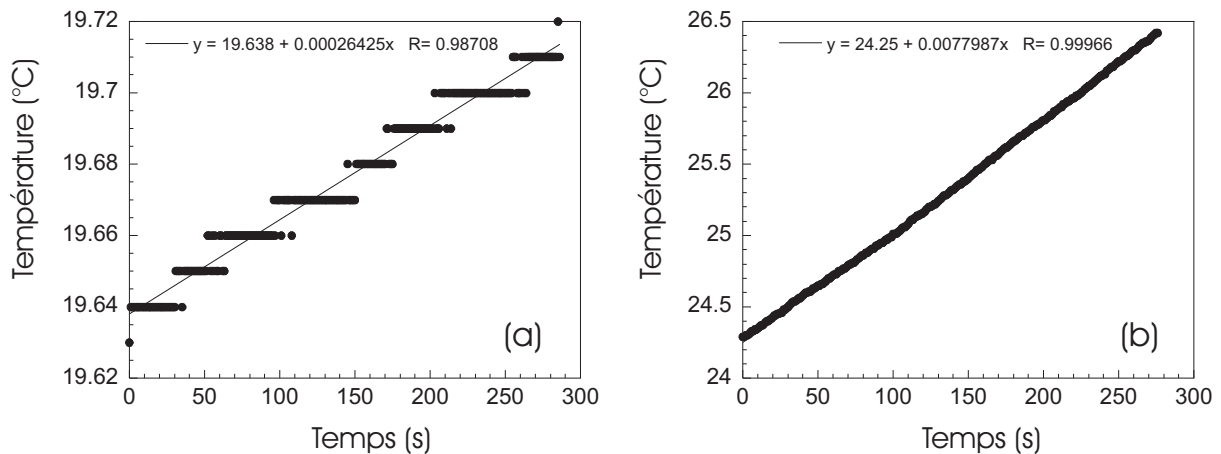 19.72
19.7
19.68
19.66
19.64
19.62
Température (°C)
y = 19.638 + 0.00026425x R= 0.98708
(a)
0 50 100 150 200 250 300
Temps (s)
26.5
26
25.5
25
24.5
24
Température (°C)
y = 24.25 + 0.0077987x R= 0.99966
(b)
0 50 100 150 200 250 300
Temps (s)